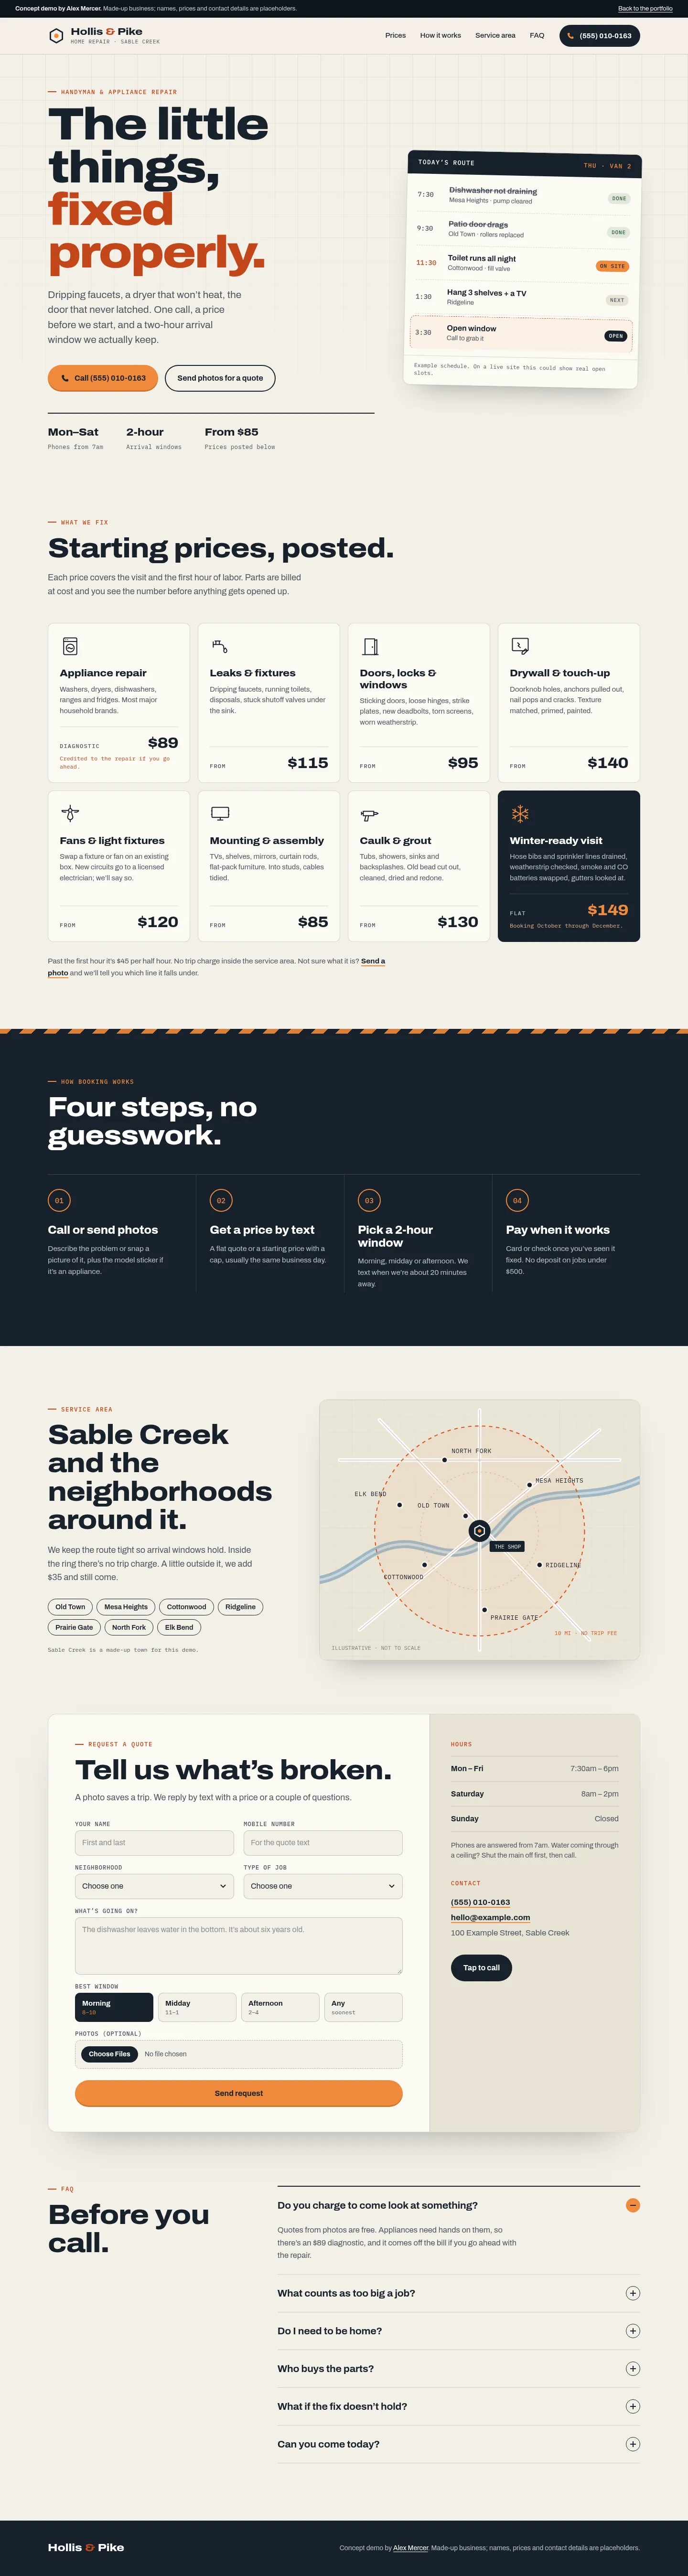 Concept demo by Alex Mercer. Made-up business; names, prices and contact details are placeholders.
Back to the portfolio
Hollis & Pike
HOME REPAIR · SABLE CREEK
Prices
How it works
Service area
FAQ
(555) 010-0163
HANDYMAN & APPLIANCE REPAIR
The little
things,
fixed
properly.
Dripping faucets, a dryer that won’t heat, the
door that never latched. One call, a price
before we start, and a two-hour arrival
window we actually keep.
Call (555) 010-0163
Send photos for a quote
Mon–Sat
Phones from 7am
2-hour
Arrival windows
From $85
Prices posted below
TODAY’S ROUTE
THU · VAN 2
7:30
Dishwasher not draining
Mesa Heights · pump cleared
DONE
9:30
Patio door drags
Old Town · rollers replaced
DONE
11:30
Toilet runs all night
Cottonwood · fill valve
ON SITE
1:30
Hang 3 shelves + a TV
Ridgeline
NEXT
3:30
Open window
Call to grab it
OPEN
Example schedule. On a live site this could show real open
slots.
WHAT WE FIX
Starting prices, posted.
Each price covers the visit and the first hour of labor. Parts are billed
at cost and you see the number before anything gets opened up.
Appliance repair
Washers, dryers, dishwashers,
ranges and fridges. Most major
household brands.
DIAGNOSTIC
$89
Credited to the repair if you go
ahead.
Leaks & fixtures
Dripping faucets, running toilets,
disposals, stuck shutoff valves under
the sink.
FROM
$115
Doors, locks &
windows
Sticking doors, loose hinges, strike
plates, new deadbolts, torn screens,
worn weatherstrip.
FROM
$95
Drywall & touch-up
Doorknob holes, anchors pulled out,
nail pops and cracks. Texture
matched, primed, painted.
FROM
$140
Fans & light fixtures
Swap a fixture or fan on an existing
box. New circuits go to a licensed
electrician; we’ll say so.
FROM
$120
Mounting & assembly
TVs, shelves, mirrors, curtain rods,
flat-pack furniture. Into studs, cables
tidied.
FROM
$85
Caulk & grout
Tubs, showers, sinks and
backsplashes. Old bead cut out,
cleaned, dried and redone.
FROM
$130
Winter-ready visit
Hose bibs and sprinkler lines drained,
weatherstrip checked, smoke and CO
batteries swapped, gutters looked at.
FLAT
$149
Booking October through December.
Past the first hour it’s $45 per half hour. No trip charge inside the service area. Not sure what it is? Send a
photo and we’ll tell you which line it falls under.
HOW BOOKING WORKS
Four steps, no
guesswork.
01
Call or send photos
Describe the problem or snap a
picture of it, plus the model sticker if
it’s an appliance.
02
Get a price by text
A flat quote or a starting price with a
cap, usually the same business day.
03
Pick a 2-hour
window
Morning, midday or afternoon. We
text when we’re about 20 minutes
away.
04
Pay when it works
Card or check once you’ve seen it
fixed. No deposit on jobs under
$500.
SERVICE AREA
Sable Creek
and the
neighborhoods
around it.
We keep the route tight so arrival windows hold. Inside
the ring there’s no trip charge. A little outside it, we add
$35 and still come.
Old Town
Mesa Heights
Cottonwood
Ridgeline
Prairie Gate
North Fork
Elk Bend
Sable Creek is a made-up town for this demo.
NORTH FORK
MESA HEIGHTS
ELK BEND
OLD TOWN
THE SHOP
RIDGELINE
COTTONWOOD
PRAIRIE GATE
10 MI · NO TRIP FEE
ILLUSTRATIVE · NOT TO SCALE
REQUEST A QUOTE
Tell us what’s broken.
A photo saves a trip. We reply by text with a price or a couple of questions.
YOUR NAME
First and last
MOBILE NUMBER
For the quote text
NEIGHBORHOOD
Choose one
TYPE OF JOB
Choose one
WHAT’S GOING ON?
The dishwasher leaves water in the bottom. It’s about six years old.
BEST WINDOW
Morning
8–10
Midday
11–1
Afternoon
2–4
Any
soonest
PHOTOS (OPTIONAL)
Choose Files
No file chosen
Send request
HOURS
Mon – Fri
7:30am – 6pm
Saturday
8am – 2pm
Sunday
Closed
Phones are answered from 7am. Water coming through
a ceiling? Shut the main off first, then call.
CONTACT
(555) 010-0163
hello@example.com
100 Example Street, Sable Creek
Tap to call
FAQ
Before you
call.
Do you charge to come look at something?
Quotes from photos are free. Appliances need hands on them, so
there’s an $89 diagnostic, and it comes off the bill if you go ahead with
the repair.
What counts as too big a job?
Do I need to be home?
Who buys the parts?
What if the fix doesn’t hold?
Can you come today?
Hollis & Pike
Concept demo by Alex Mercer. Made-up business; names, prices and contact details are placeholders.